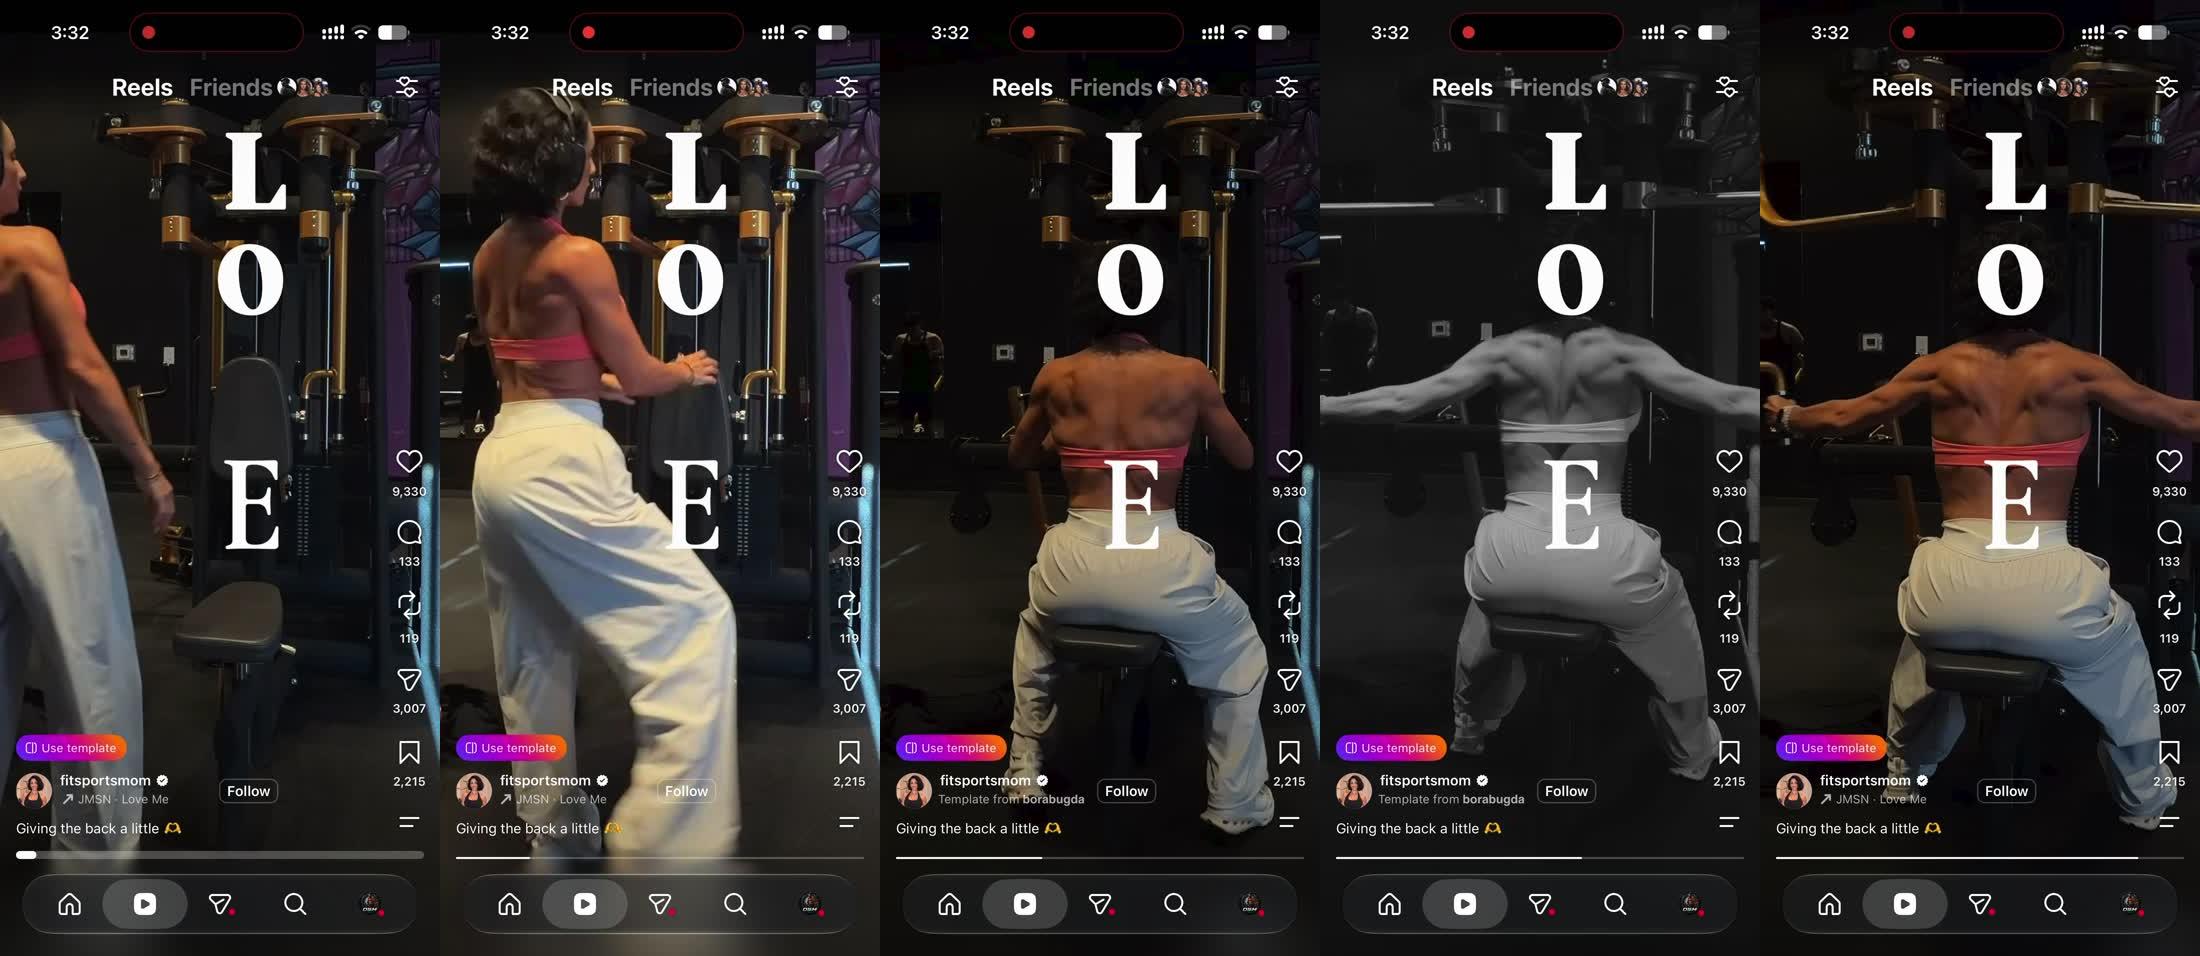 3:32
Reels Friends
L
O
E
9,330
133
119
3,007
Use template
fitsportsmom
JMSN · Love Me
Follow
2,215
Giving the back a little
3:32
Reels Friends
L
O
E
9,330
133
119
3,007
Use template
fitsportsmom
JMSN · Love Me
Follow
2,215
Giving the back a little
3:32
Reels Friends
L
O
E
9,330
133
119
3,007
Use template
fitsportsmom
Template from borabugda
Follow
2,215
Giving the back a little
3:32
Reels Friends
L
O
E
9,330
133
119
3,007
Use template
fitsportsmom
Template from borabugda
Follow
2,215
Giving the back a little
3:32
Reels Friends
L
O
E
9,330
133
119
3,007
Use template
fitsportsmom
JMSN · Love Me
Follow
2,215
Giving the back a little